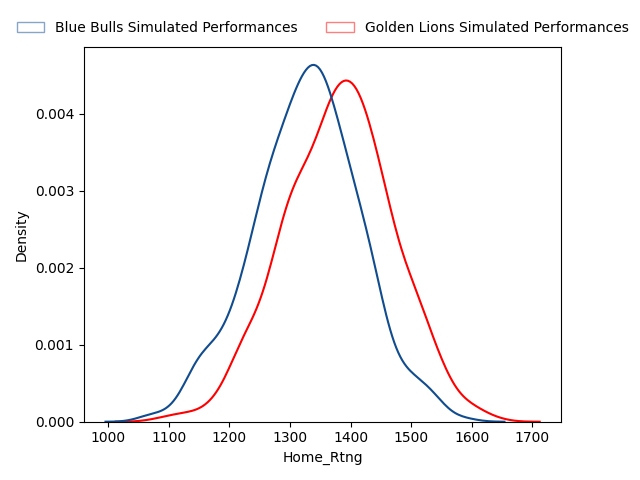 Blue Bulls Simulated Performances Golden Lions Simulated Performances
0.004
0.003
0.002
0.001
0.000
Density
1000 1100 1200 1300 1400 1500 1600 1700
Home_Rtng